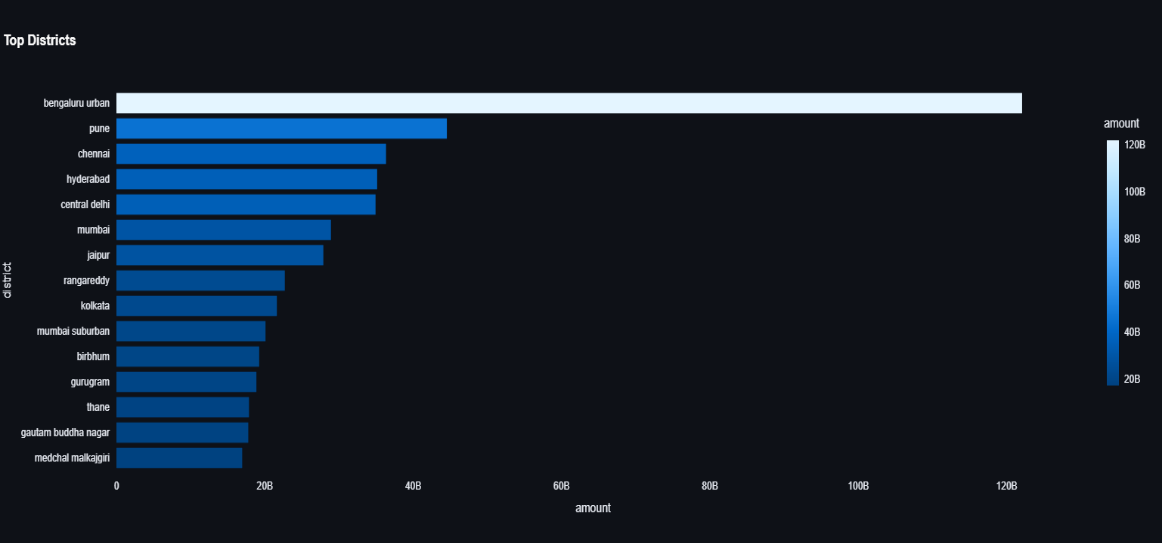 Top Districts
bengaluru urban
pune
chennai
hyderabad
central delhi
mumbai
jaipur
rangareddy
kolkata
mumbai suburban
birbhum
gurugram
thane
gautam buddha nagar
medchal malkajgiri
district
0 20B 40B 60B 80B 100B 120B
amount
amount
120B
100B
80B
60B
40B
20B